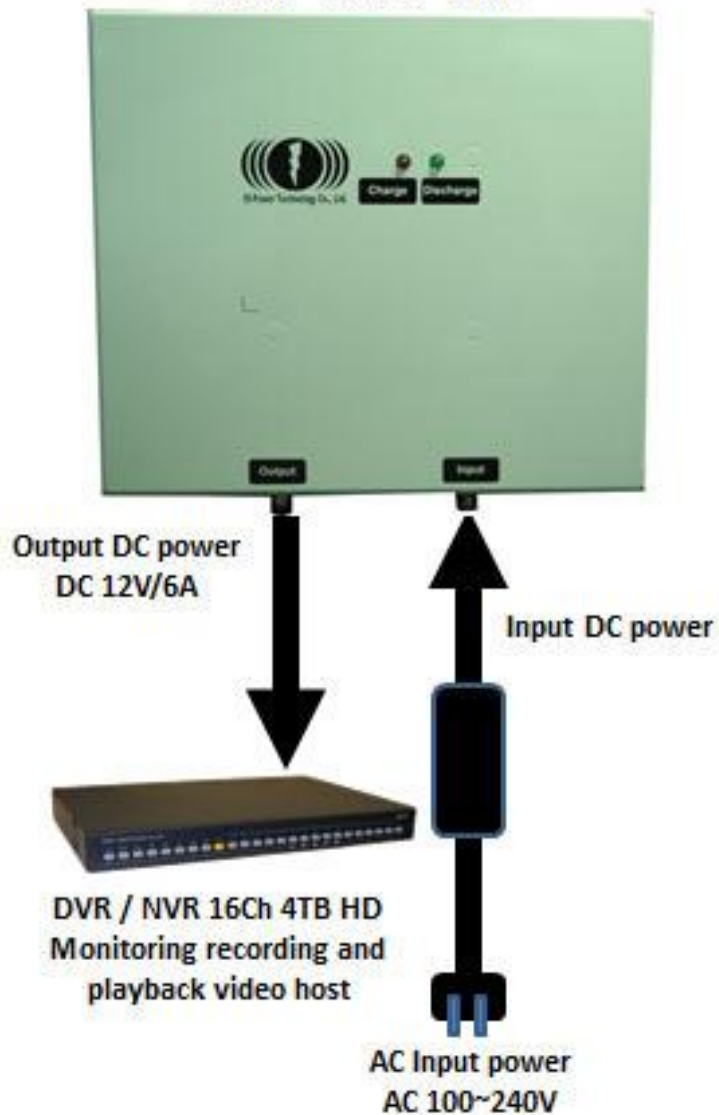 Charge Discharge
Output
Input
Output DC power
DC 12V/6A
Input DC power
DVR / NVR 16Ch 4TB HD
Monitoring recording and
playback video host
AC Input power
AC 100~240V